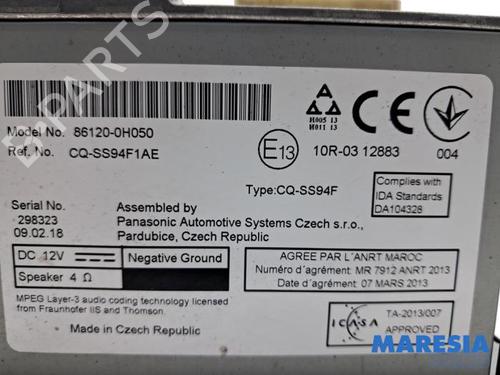 B-PARTS
Model No. 86120-0H050
Ref. No. CQ-SS94F1AE
H005 13
H011 13
E13
10R-03 12883
004
Type:CQ-SS94F
Complies with
IDA Standards
DA104328
Serial No.
298323
09.02.18
Assembled by
Panasonic Automotive Systems Czech s.r.o.,
Pardubice, Czech Republic
DC 12V
Negative Ground
Speaker 4 Ω
AGREE PAR L'ANRT MAROC
Numéro d'agrément: MR 7912 ANRT 2013
Date d'agrément: 07 MARS 2013
MPEG Layer-3 audio coding technology licensed
from Fraunhofer IIS and Thomson.
Made in Czech Republic
ICASA
TA-2013/007
APPROVED
MARESIA
AUTO RECYCLING B.V.